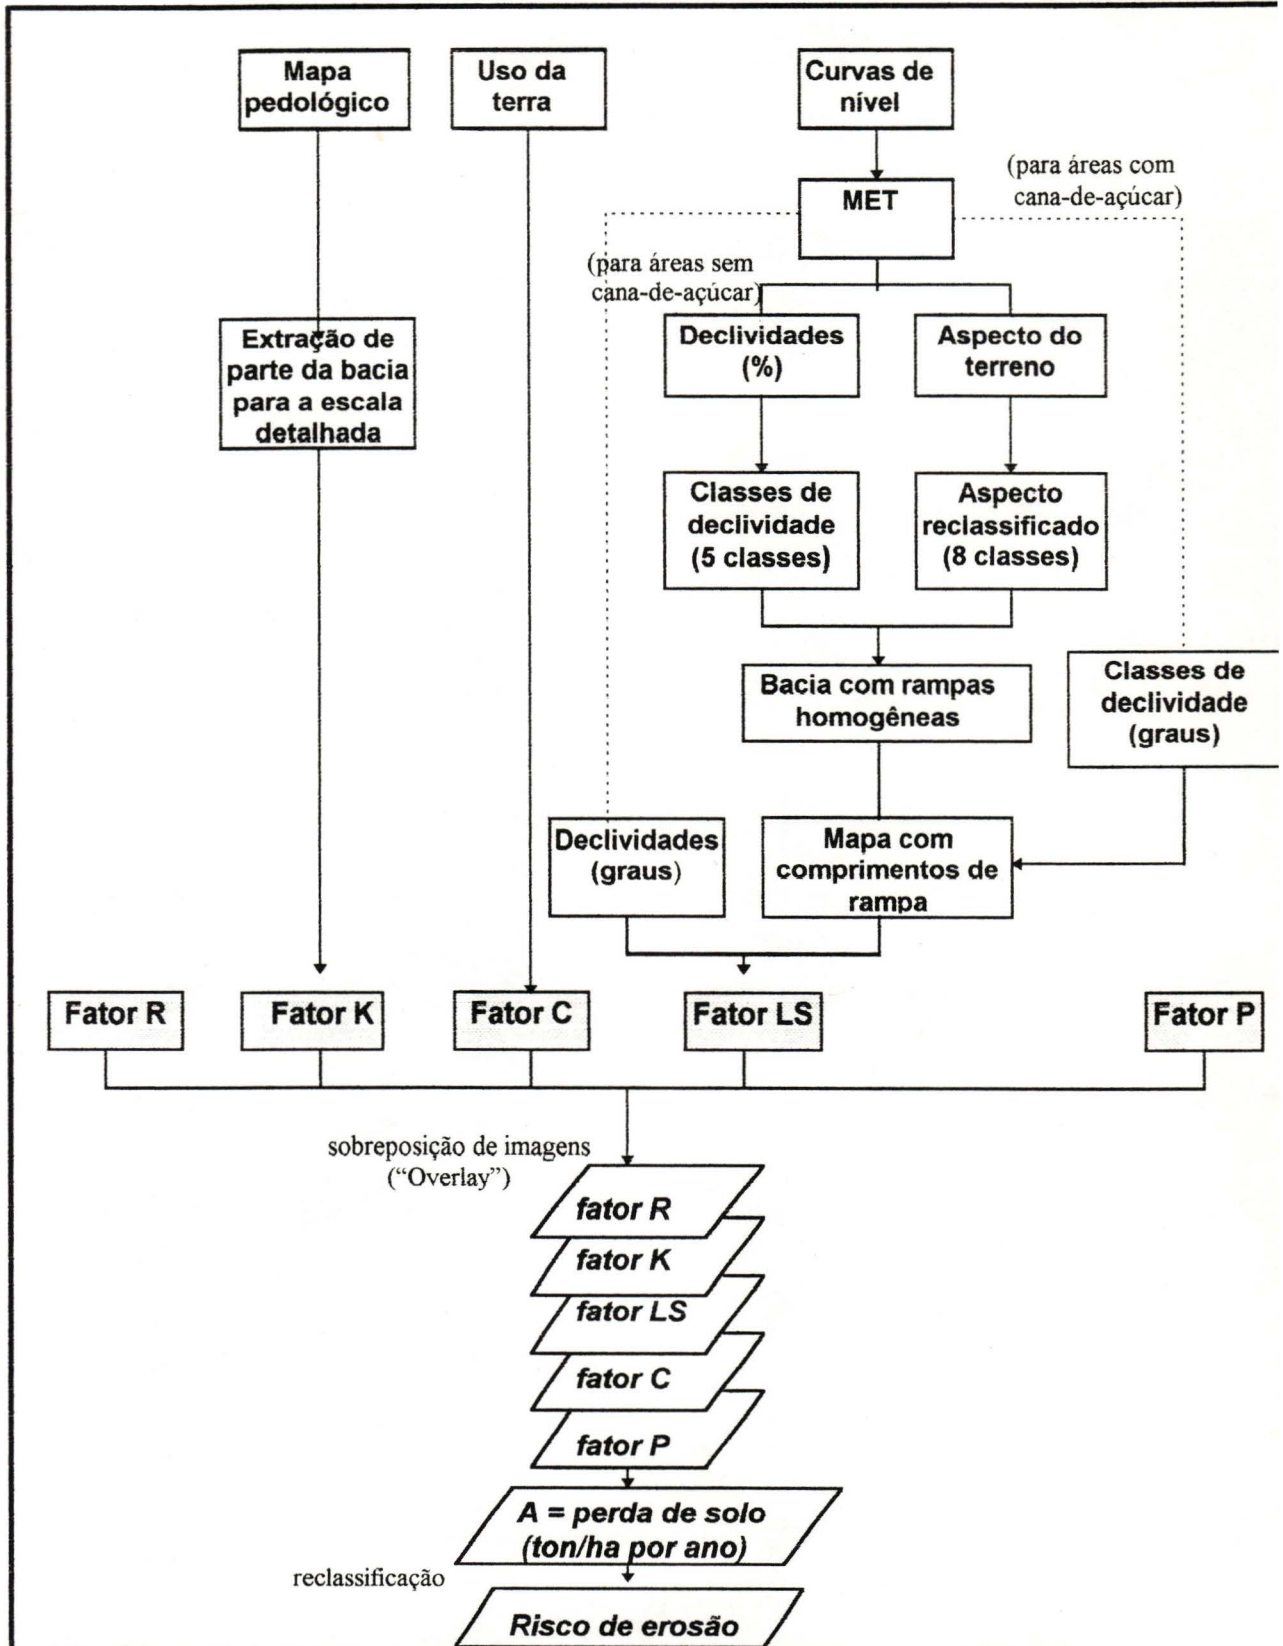 Mapa
pedológico
Uso da
terra
Curvas de
nível
MET
(para áreas com
cana-de-açúcar)
(para áreas sem
cana-de-açúcar)
Extração de
parte da bacia
para a escala
detalhada
Declividades
(%)
Aspecto do
terreno
Classes de
declividade
(5 classes)
Aspecto
reclassificado
(8 classes)
Bacia com rampas
homogêneas
Classes de
declividade
(graus)
Declividades
(graus)
Mapa com
comprimentos de
rampa
Fator R
Fator K
Fator C
Fator LS
Fator P
sobreposição de imagens
(“Overlay”)
fator R
fator K
fator LS
fator C
fator P
A = perda de solo
(ton/ha por ano)
reclassificação
Risco de erosão